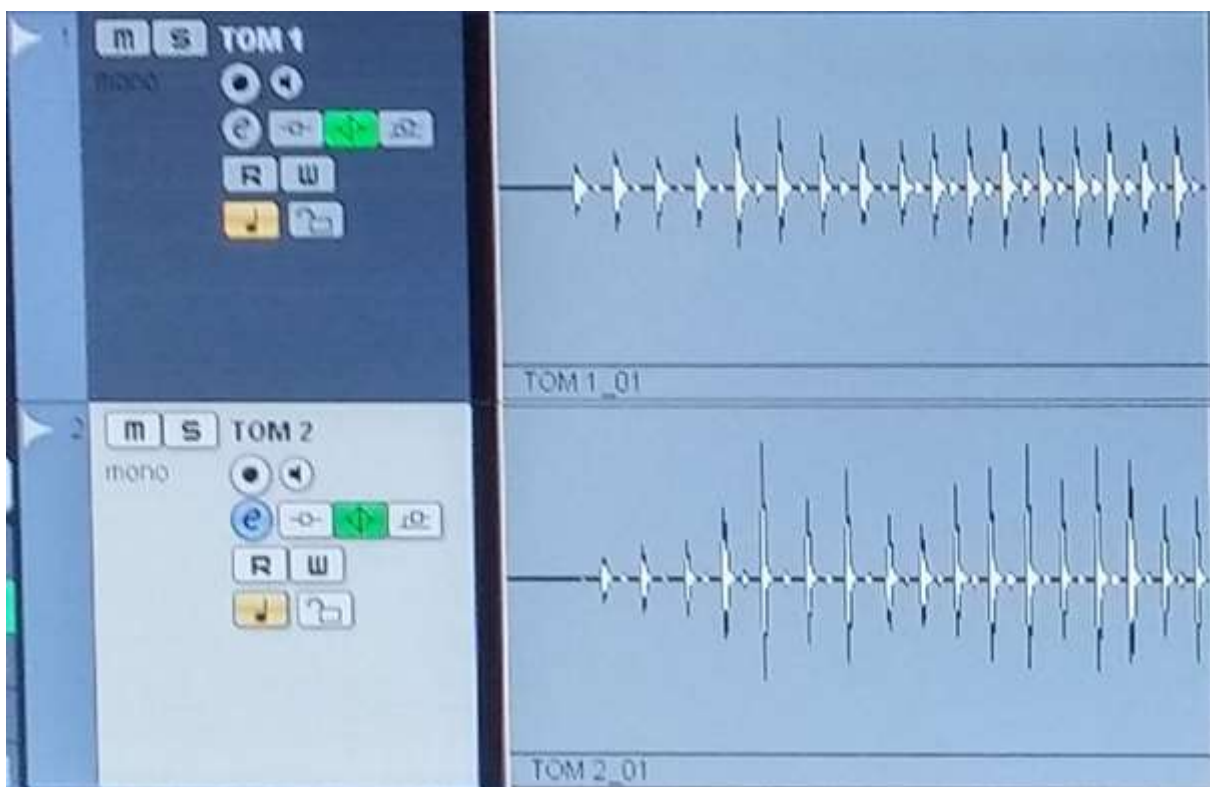 1 m S TOM 1
mono
e
R W
TOM 1_01
2 m S TOM 2
mono
e
R W
TOM 2_01